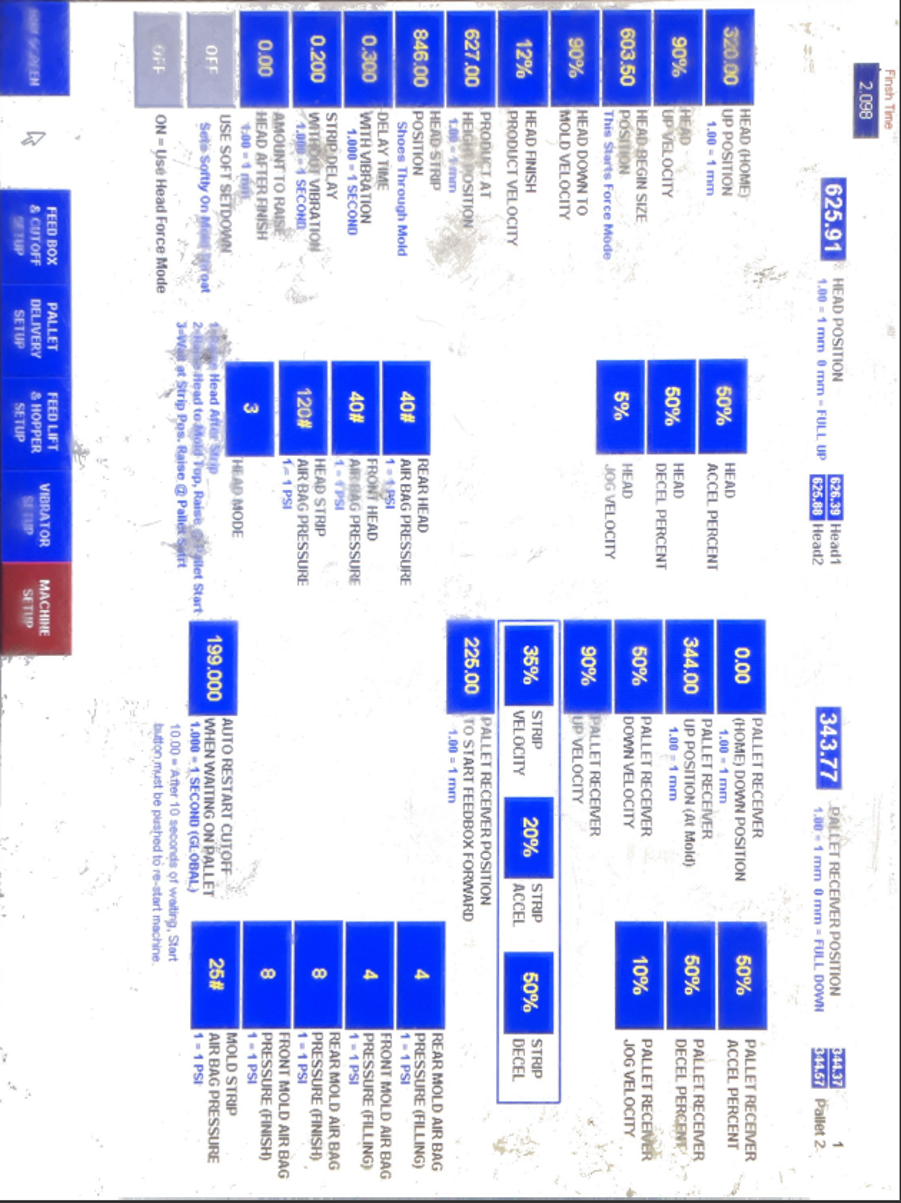 Finsh Time
2.098
625.91
HEAD POSITION
1.00 = 1 mm 0 mm = FULL UP
626.39 Head1
625.88 Head2
343.77
PALLET RECEIVER POSITION
1.00 = 1 mm 0 mm = FULL DOWN
344.37 1
344.57 Pallet 2
320.00
HEAD (HOME)
UP POSITION
1.00 = 1 mm
90%
HEAD
UP VELOCITY
603.50
HEAD BEGIN SIZE
POSITION
This Starts Force Mode
90%
HEAD DOWN TO
MOLD VELOCITY
12%
HEAD FINISH
PRODUCT VELOCITY
627.00
PRODUCT AT
HEIGHT POSITION
1.00 = 1 mm
846.00
HEAD STRIP
POSITION
Shoes Through Mold
0.300
DELAY TIME
WITH VIBRATION
1.000 = 1 SECOND
0.200
STRIP DELAY
WITHOUT VIBRATION
1.000 = 1 SECOND
0.00
AMOUNT TO RAISE
HEAD AFTER FINISH
1.00 = 1 mm
OFF
USE SOFT SETDOWN
Sets Softly On Mold
OFF
ON = Use Head Force Mode
50%
HEAD
ACCEL PERCENT
50%
HEAD
DECEL PERCENT
5%
HEAD
JOG VELOCITY
40#
REAR HEAD
AIR BAG PRESSURE
1 = 1 PSI
40#
FRONT HEAD
AIR BAG PRESSURE
1 = 1 PSI
120#
HEAD STRIP
AIR BAG PRESSURE
1 = 1 PSI
3
HEAD MODE
Head After Strip
Head to Mold Top, Raise @ Pallet Start
3=Wait at Strip Pos. Raise @ Pallet Start
0.00
PALLET RECEIVER
(HOME) DOWN POSITION
1.00 = 1 mm
344.00
PALLET RECEIVER
UP POSITION (At Mold)
1.00 = 1 mm
50%
PALLET RECEIVER
DOWN VELOCITY
90%
PALLET RECEIVER
UP VELOCITY
35%
STRIP
VELOCITY
20%
STRIP
ACCEL
50%
STRIP
DECEL
225.00
PALLET RECEIVER POSITION
TO START FEEDBOX FORWARD
1.00 = 1 mm
199.000
AUTO RESTART CUTOFF
WHEN WAITING ON PALLET
1.000 = 1 SECOND (GLOBAL)
10.00 = After 10 seconds of waiting, Start
button must be pushed to re-start machine.
50%
PALLET RECEIVER
ACCEL PERCENT
50%
PALLET RECEIVER
DECEL PERCENT
10%
PALLET RECEIVER
JOG VELOCITY
4
REAR MOLD AIR BAG
PRESSURE (FILLING)
1 = 1 PSI
4
FRONT MOLD AIR BAG
PRESSURE (FILLING)
1 = 1 PSI
8
REAR MOLD AIR BAG
PRESSURE (FINISH)
1 = 1 PSI
8
FRONT MOLD AIR BAG
PRESSURE (FINISH)
1 = 1 PSI
25#
MOLD STRIP
AIR BAG PRESSURE
1 = 1 PSI
FEED BOX
& CUTOFF
SETUP
PALLET
DELIVERY
SETUP
FEED LIFT
& HOPPER
SETUP
VIBRATOR
SETUP
MACHINE
SETUP